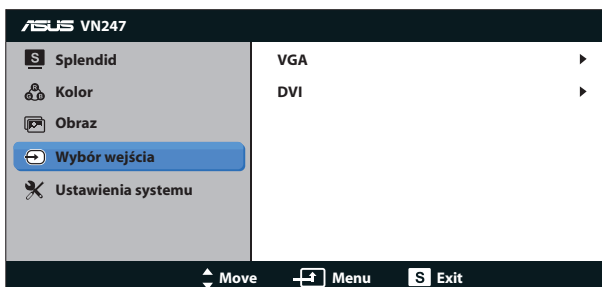 ASUS VN247
S Splendid
Kolor
Obraz
Wybór wejścia
Ustawienia systemu
VGA
DVI
Move Menu S Exit